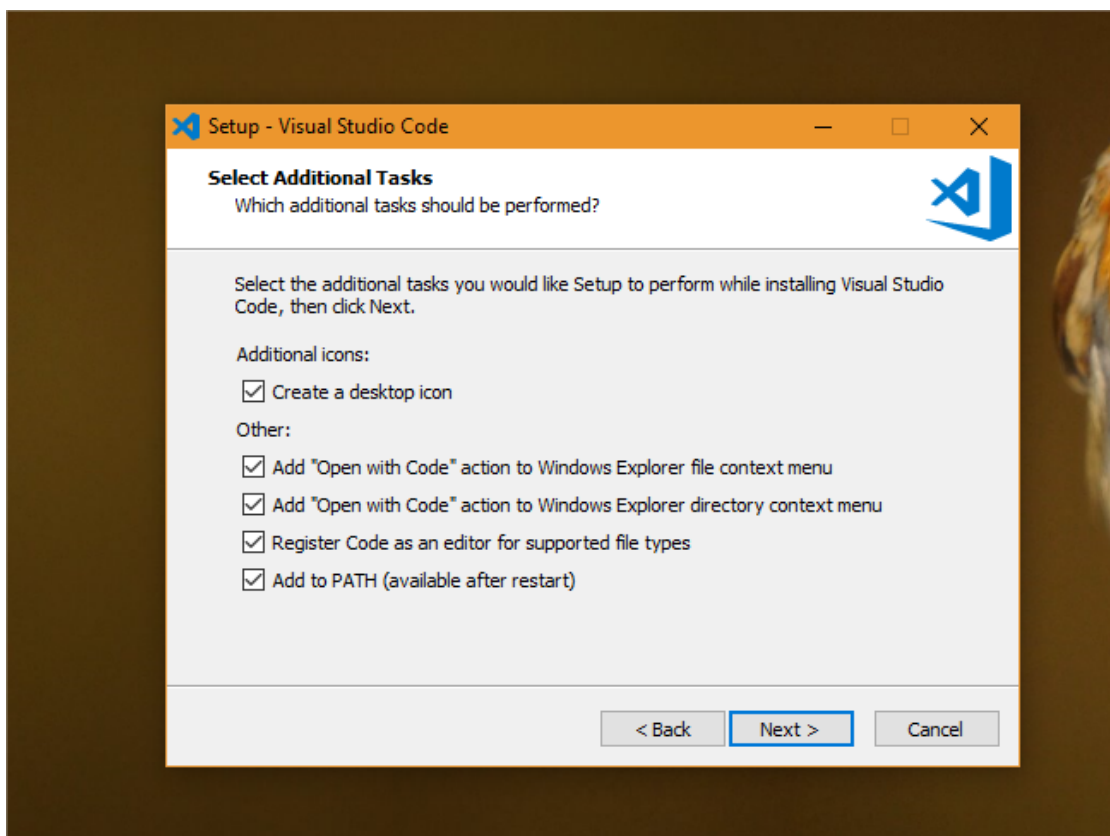 Setup - Visual Studio Code
Select Additional Tasks
Which additional tasks should be performed?
Select the additional tasks you would like Setup to perform while installing Visual Studio
Code, then click Next.
Additional icons:
Create a desktop icon
Other:
Add "Open with Code" action to Windows Explorer file context menu
Add "Open with Code" action to Windows Explorer directory context menu
Register Code as an editor for supported file types
Add to PATH (available after restart)
< Back Next > Cancel